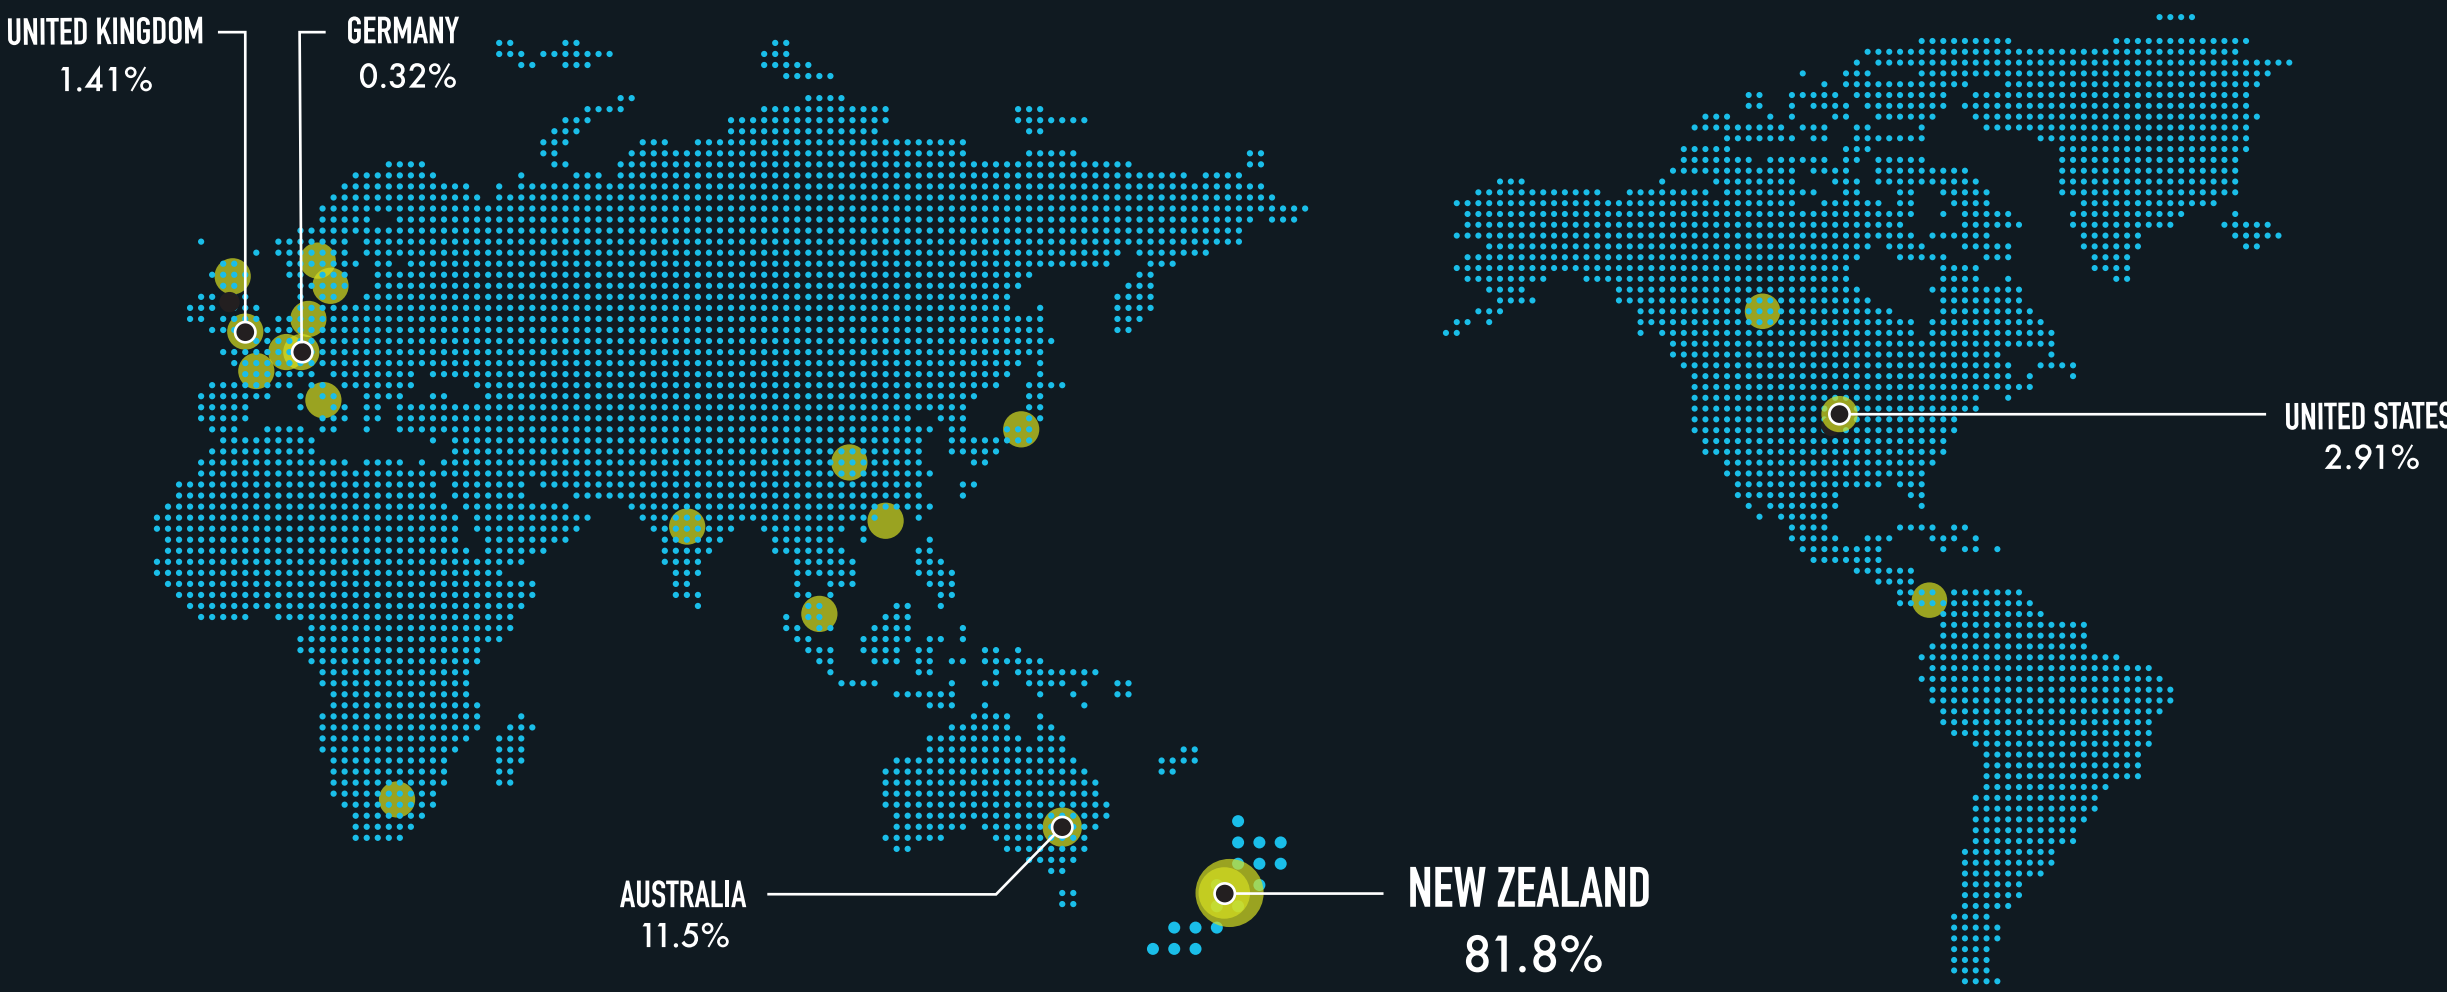 UNITED KINGDOM
1.41%
GERMANY
0.32%
UNITED STATES
2.91%
AUSTRALIA
11.5%
NEW ZEALAND
81.8%